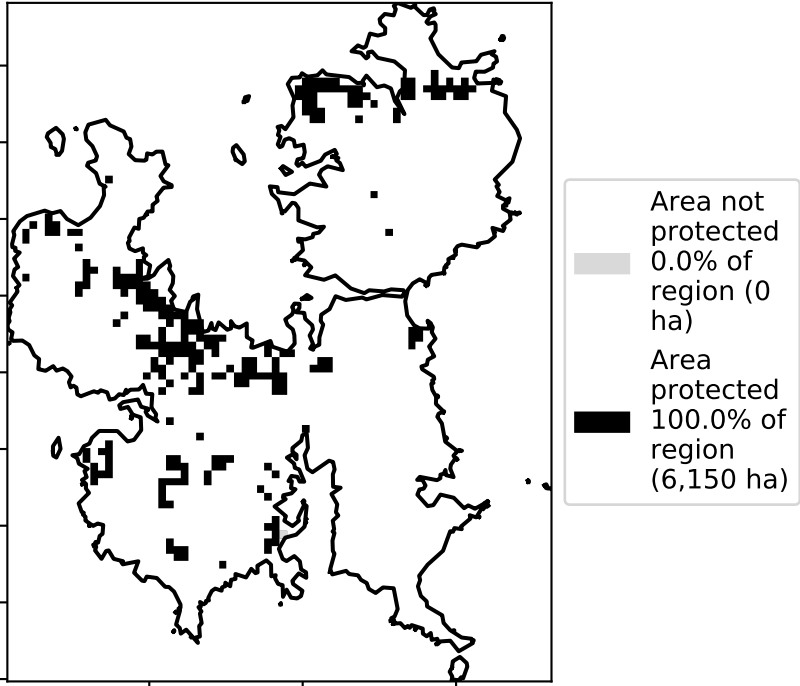 Area not
protected
0.0% of
region (0
ha)
Area
protected
100.0% of
region
(6,150 ha)